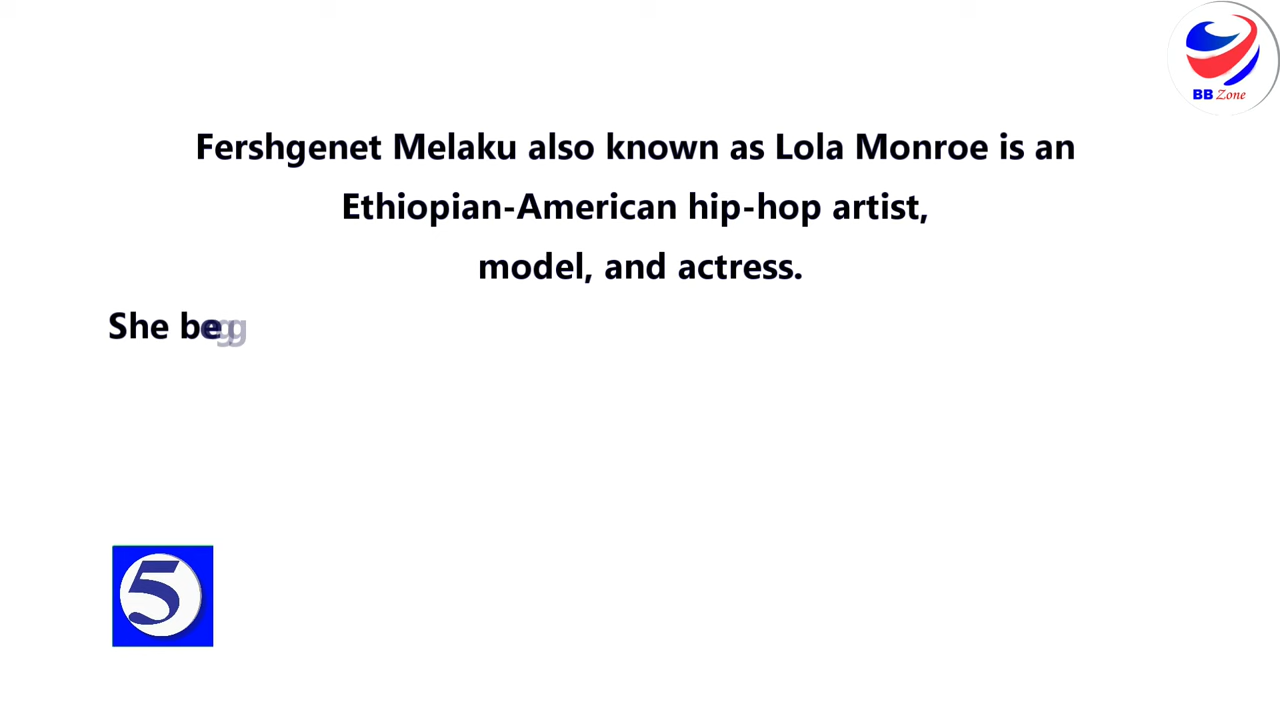 BB Zone
Fershgenet Melaku also known as Lola Monroe is an
Ethiopian-American hip-hop artist,
model, and actress.
She
5